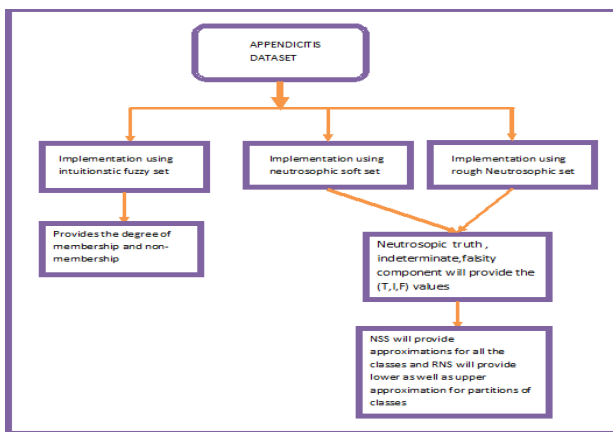 APPENDICITIS
DATASET
Implementation using
intuitionstic fuzzy set
Implementation using
neutrosophic soft set
Implementation using
rough Neutrosophic set
Provides the degree of
membership and non-
membership
Neutrosopic truth ,
indeterminate,falsity
component will provide the
(T,I,F) values
NSS will provide
approximations for all the
classes and RNS will provide
lower as well as upper
approximation for partitions of
classes